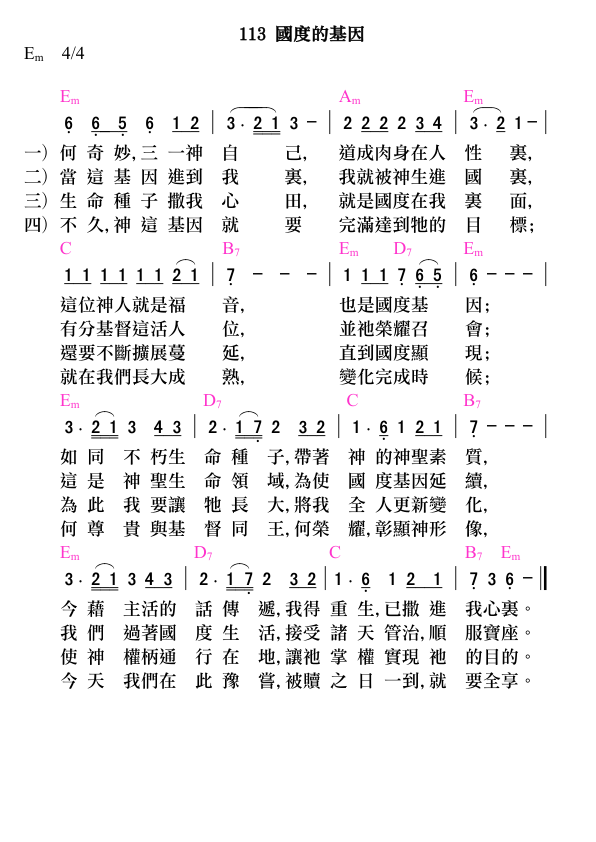 113 國度的基因
Em 4/4
Em Am Em
6 6 5 6 1 2 | 3 · 2 1 3 – | 2 2 2 2 3 4 | 3 · 2 1 – |
一) 何奇妙,三一神自己,道成肉身在人性裏,
二) 當這基因進到我裏,我就被神生進國裏,
三) 生命種子撒我心田,就是國度在我裏面,
四) 不久,神這基因就要完滿達到牠的目標;
C B7 Em D7 Em
1 1 1 1 1 1 2 1 | 7 – – – | 1 1 1 7 6 5 | 6 – – – |
這位神人就是福音,也是國度基因;
有分基督這活人位,並祂榮耀召會;
還要不斷擴展蔓延,直到國度顯現;
就在我們長大成熟,變化完成時候;
Em D7 C B7
3 · 2 1 3 4 3 | 2 · 1 7 2 3 2 | 1 · 6 1 2 1 | 7 – – – |
如同不朽生命種子,帶著神的神聖素質,
這是神聖生命領域,為使國度基因延續,
為此我要讓牠長大,將我全人更新變化,
何尊貴與基督同王,何榮耀,彰顯神形像,
Em D7 C B7 Em
3 · 2 1 3 4 3 | 2 · 1 7 2 3 2 | 1 · 6 1 2 1 | 7 3 6 – ||
今藉主活的話傳遞,我得重生,已撒進我心裏。
我們過著國度生活,接受諸天管治,順服寶座。
使神權柄通行在地,讓祂掌權實現祂的目的。
今天我們在此豫嘗,被贖之日一到,就要全享。